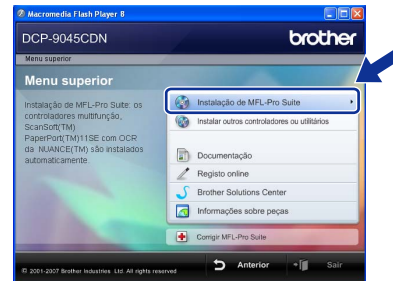 Macromedia Flash Player 8
DCP-9045CDN
brother
Menu superior
Menu superior
Instalação de MFL-Pro Suite: os
controladores multifunção,
ScanSoft(TM)
PaperPort(TM)11SE com OCR
da NUANCE(TM) são instalados
automaticamente.
Instalação de MFL-Pro Suite
Instalar outros controladores ou utilitários
Documentação
Registo online
Brother Solutions Center
Informações sobre peças
Corrigir MFL-Pro Suite
© 2001-2007 Brother Industries Ltd. All rights reserved
Anterior
Sair